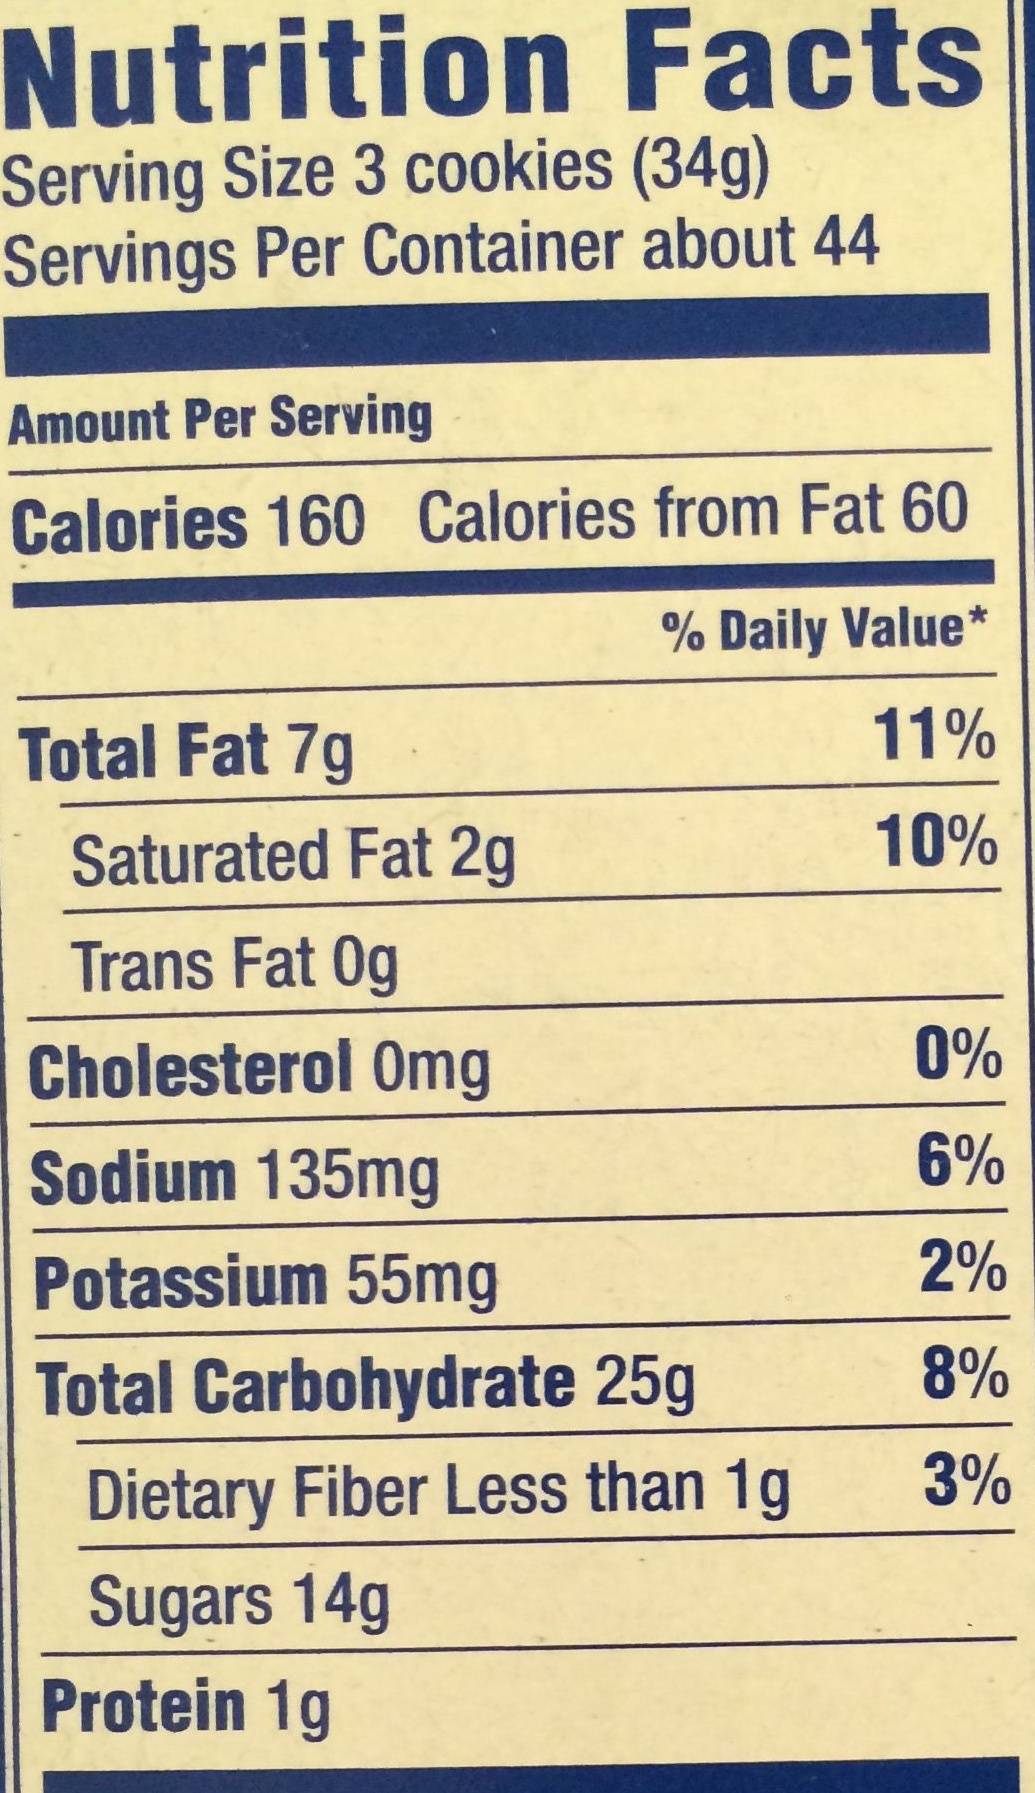 Nutrition Facts
Serving Size 3 cookies (34g)
Servings Per Container about 44
Amount Per Serving
Calories 160 Calories from Fat 60
% Daily Value*
Total Fat 7g 11%
Saturated Fat 2g 10%
Trans Fat 0g
Cholesterol 0mg 0%
Sodium 135mg 6%
Potassium 55mg 2%
Total Carbohydrate 25g 8%
Dietary Fiber Less than 1g 3%
Sugars 14g
Protein 1g